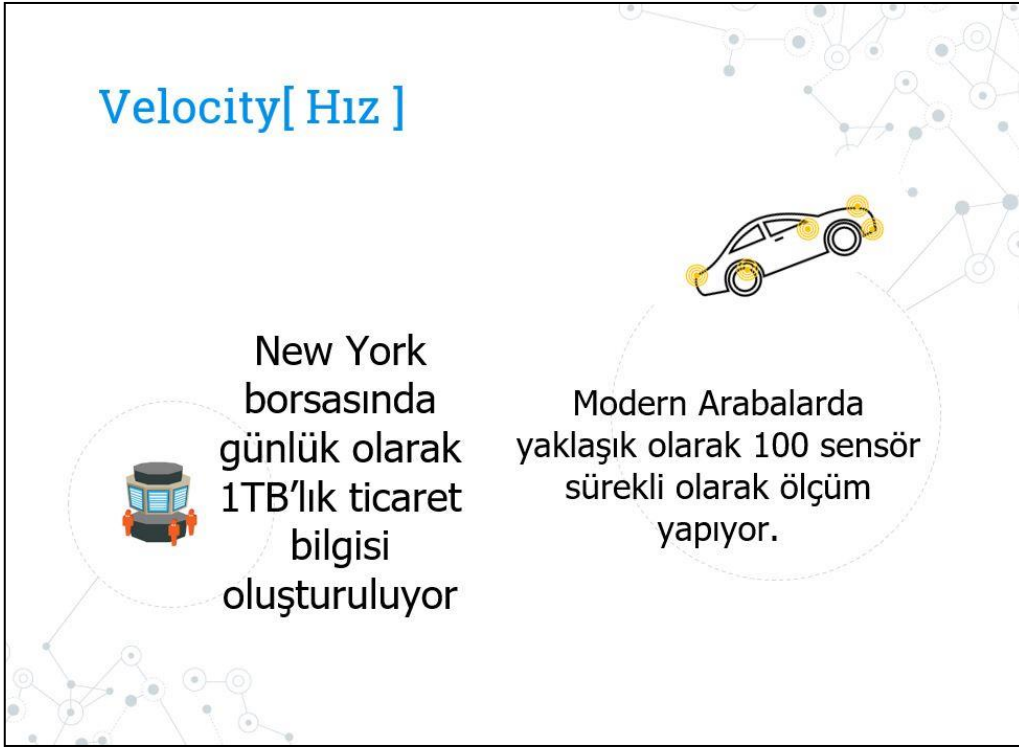 Velocity[ Hız ]
New York
borsasında
günlük olarak
1TB’lık ticaret
bilgisi
oluşturuluyor
Modern Arabalarda
yaklaşık olarak 100 sensör
sürekli olarak ölçüm
yapıyor.